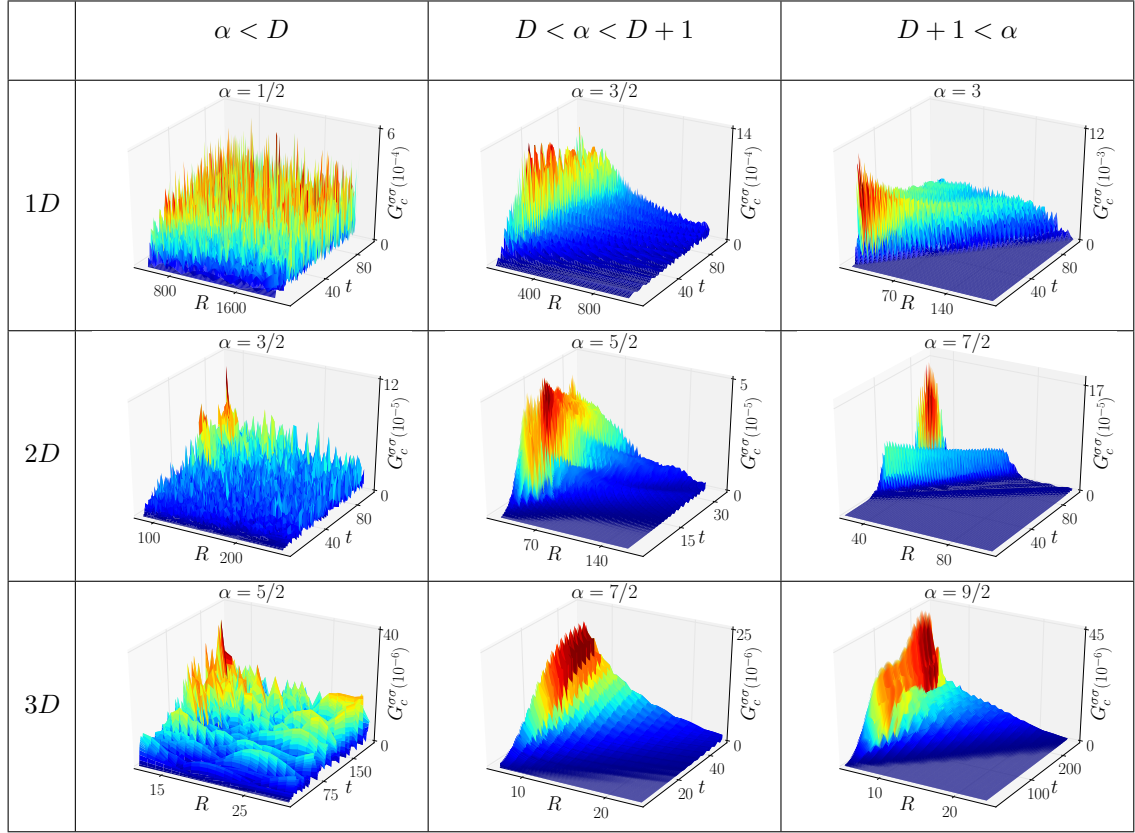 α < D
D < α < D + 1
D + 1 < α
1D
α = 1/2
6
G_c^{σσ}(10^{-4})
0
80
40
t
800
R
1600
α = 3/2
14
G_c^{σσ}(10^{-4})
0
80
40
t
400
R
800
α = 3
12
G_c^{σσ}(10^{-3})
0
80
40
t
70
R
140
2D
α = 3/2
12
G_c^{σσ}(10^{-5})
0
80
40
t
100
R
200
α = 5/2
5
G_c^{σσ}(10^{-5})
0
30
15
t
70
R
140
α = 7/2
17
G_c^{σσ}(10^{-5})
0
80
40
t
40
R
80
3D
α = 5/2
40
G_c^{σσ}(10^{-6})
0
150
75
t
15
R
25
α = 7/2
25
G_c^{σσ}(10^{-6})
0
40
20
t
10
R
20
α = 9/2
45
G_c^{σσ}(10^{-6})
0
200
100
t
10
R
20